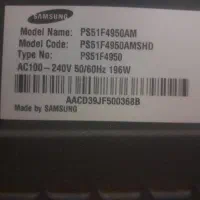 SAMSUNG
Model Name: PS51F4950AM
Model Code: PS51F4950AMSHD
Type No: PS51F4950
AC100-240V 50/60Hz 196W
AACD39JF500368B
Made by SAMSUNG